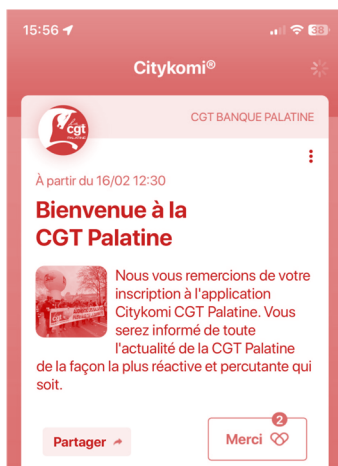 15:56
38
Citykomi®
cgt
PALATINE
CGT BANQUE PALATINE
À partir du 16/02 12:30
Bienvenue à la
CGT Palatine
Nous vous remercions de votre
inscription à l'application
Citykomi CGT Palatine. Vous
serez informé de toute
l'actualité de la CGT Palatine
de la façon la plus réactive et percutante qui
soit.
Partager
Merci
2